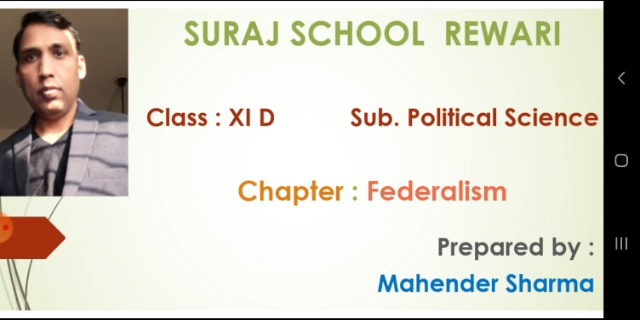 SURAJ SCHOOL REWARI
Class : XI D Sub. Political Science
Chapter : Federalism
Prepared by :
Mahender Sharma